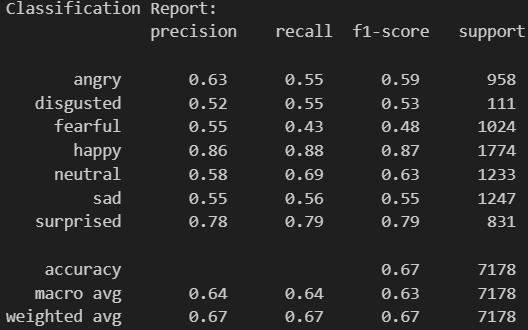 Classification Report:
precision recall f1-score support
angry 0.63 0.55 0.59 958
disgusted 0.52 0.55 0.53 111
fearful 0.55 0.43 0.48 1024
happy 0.86 0.88 0.87 1774
neutral 0.58 0.69 0.63 1233
sad 0.55 0.56 0.55 1247
surprised 0.78 0.79 0.79 831
accuracy 0.67 7178
macro avg 0.64 0.64 0.63 7178
weighted avg 0.67 0.67 0.67 7178